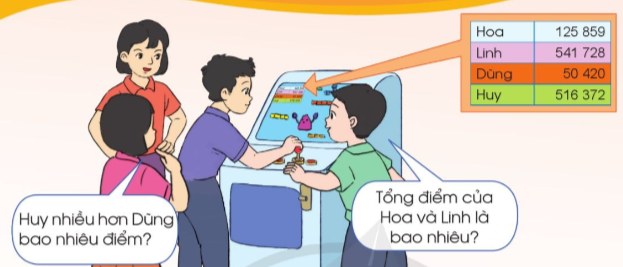 Hoa 125 859
Linh 541 728
Dũng 50 420
Huy 516 372
Huy nhiều hơn Dũng
bao nhiêu điểm?
Tổng điểm của
Hoa và Linh là
bao nhiêu?